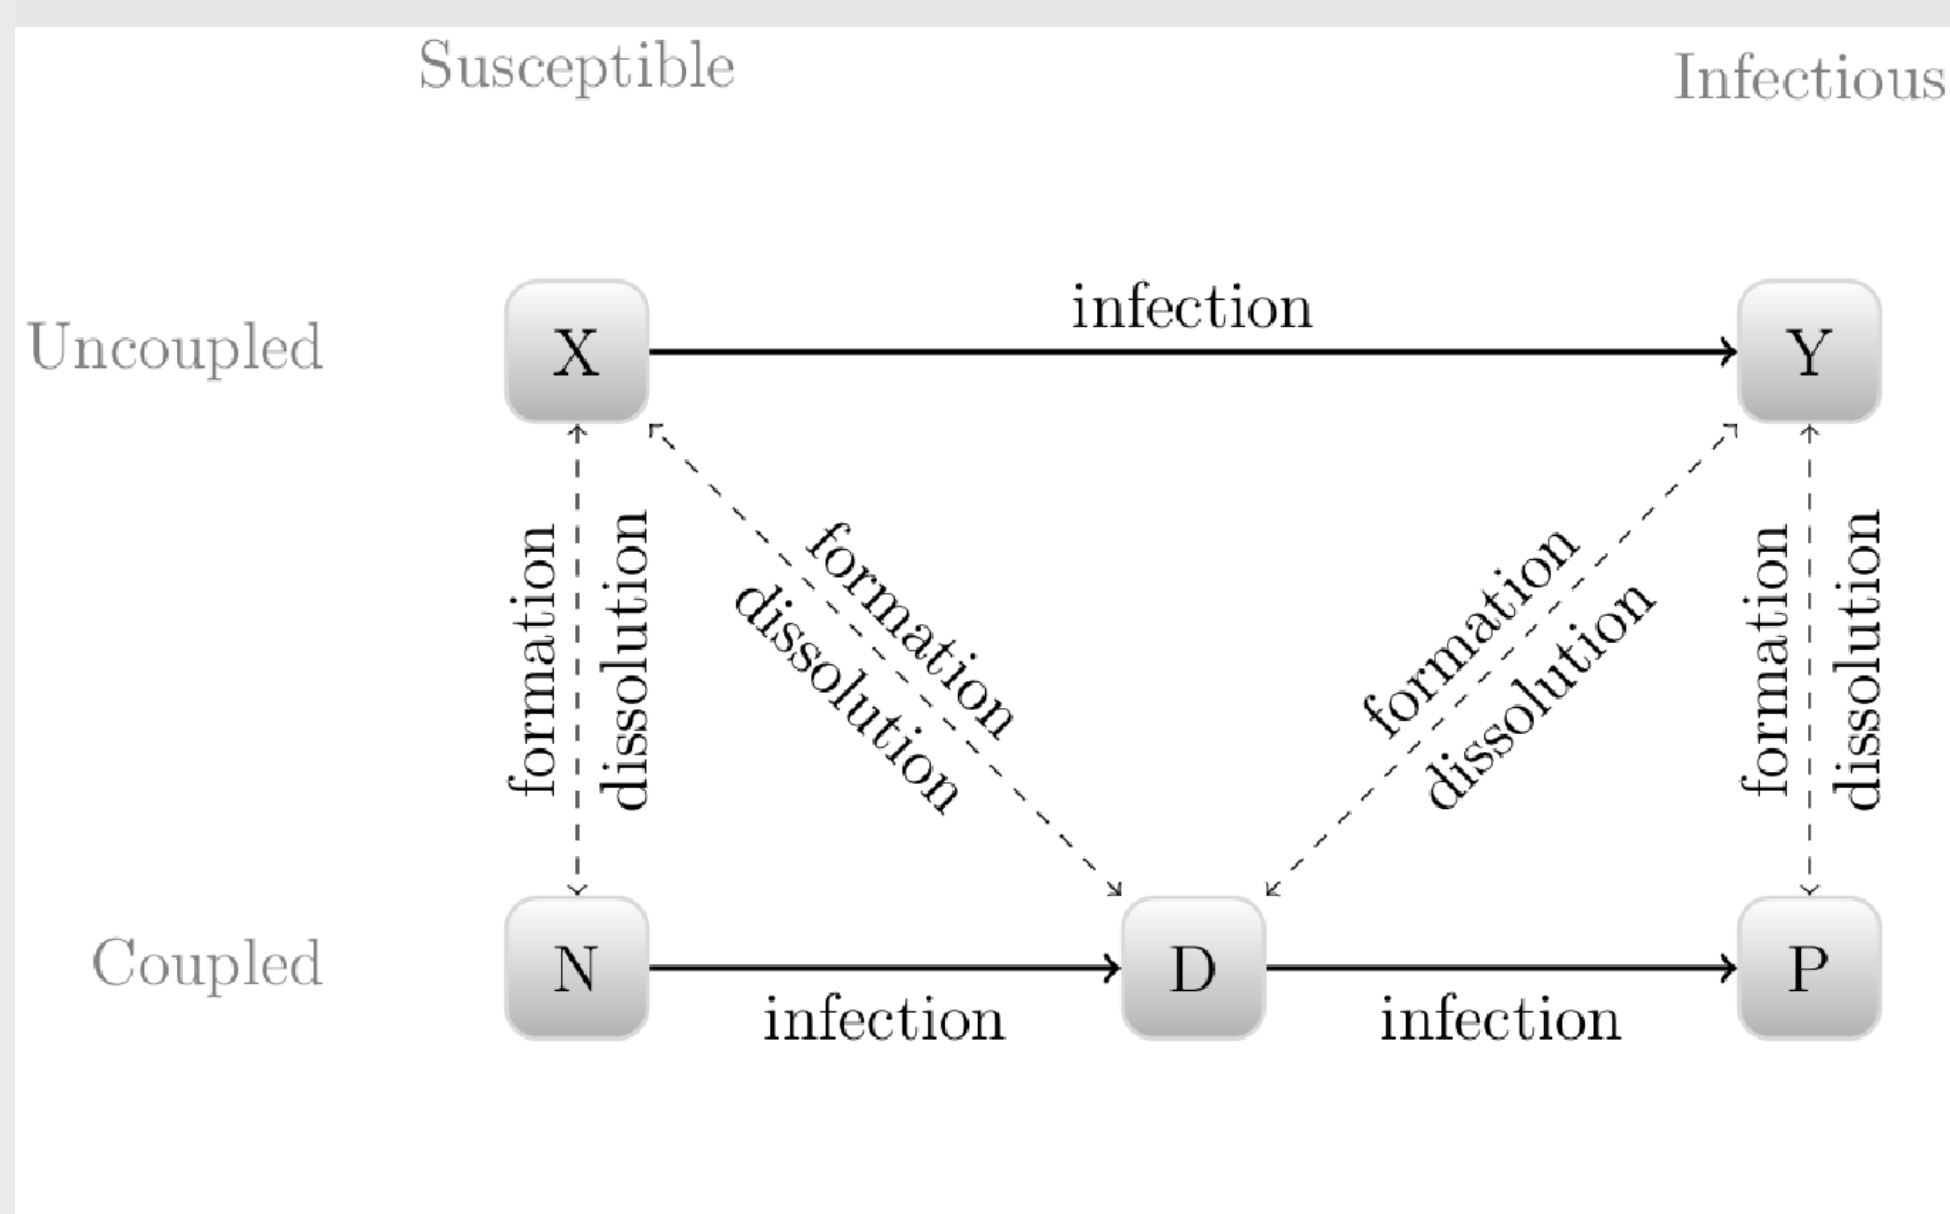 Susceptible
Infectious
Uncoupled
X
infection
Y
formation
dissolution
formation
dissolution
formation
dissolution
formation
dissolution
Coupled
N
infection
D
infection
P